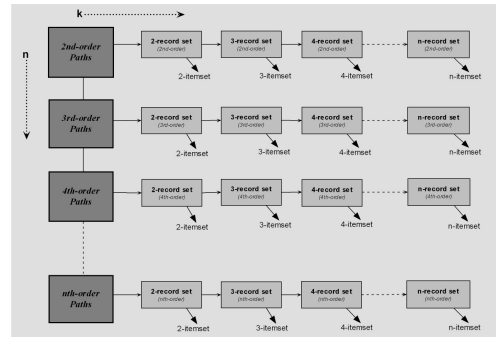 k
n
2nd-order
Paths
2-record set
(2nd-order)
3-record set
(2nd-order)
4-record set
(2nd-order)
n-record set
(2nd-order)
2-itemset
3-itemset
4-itemset
n-itemset
3rd-order
Paths
2-record set
(3rd-order)
3-record set
(3rd-order)
4-record set
(3rd-order)
n-record set
(3rd-order)
2-itemset
3-itemset
4-itemset
n-itemset
4th-order
Paths
2-record set
(4th-order)
3-record set
(4th-order)
4-record set
(4th-order)
n-record set
(4th-order)
2-itemset
3-itemset
4-itemset
n-itemset
nth-order
Paths
2-record set
(nth-order)
3-record set
(nth-order)
4-record set
(nth-order)
n-record set
(nth-order)
2-itemset
3-itemset
4-itemset
n-itemset